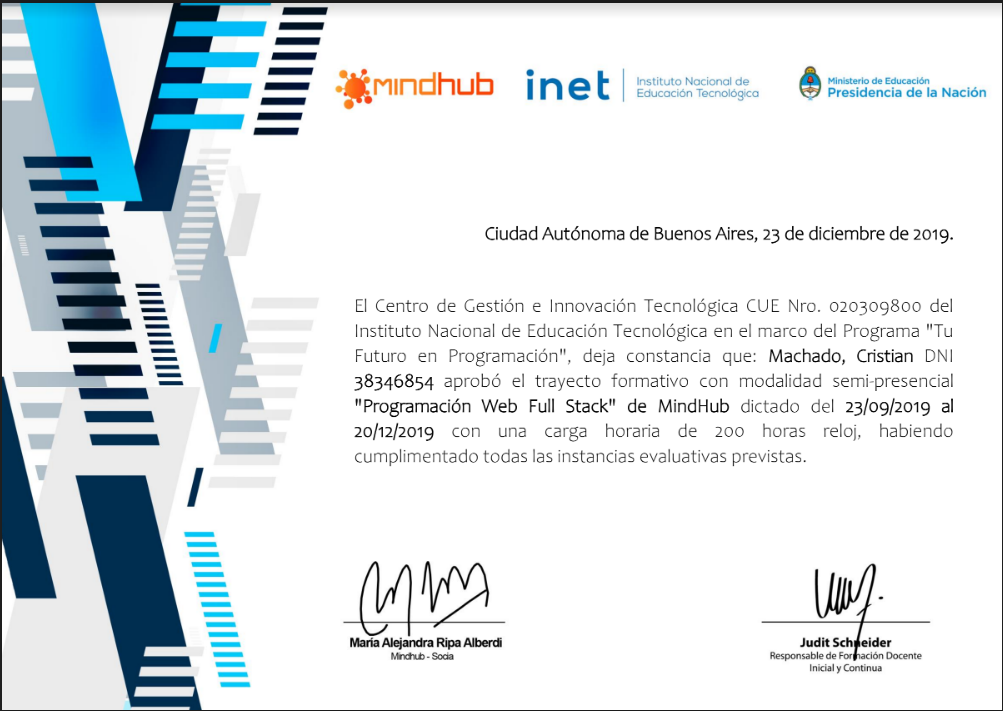 mindhub
inet
Instituto Nacional de
Educación Tecnológica
Ministerio de Educación
Presidencia de la Nación
Ciudad Autónoma de Buenos Aires, 23 de diciembre de 2019.
El Centro de Gestión e Innovación Tecnológica CUE Nro. 020309800 del
Instituto Nacional de Educación Tecnológica en el marco del Programa "Tu
Futuro en Programación", deja constancia que: Machado, Cristian DNI
38346854 aprobó el trayecto formativo con modalidad semi-presencial
"Programación Web Full Stack" de MindHub dictado del 23/09/2019 al
20/12/2019 con una carga horaria de 200 horas reloj, habiendo
cumplimentado todas las instancias evaluativas previstas.
María Alejandra Ripa Alberdi
Mindhub - Socia
Judit Schneider
Responsable de Formación Docente
Inicial y Continua